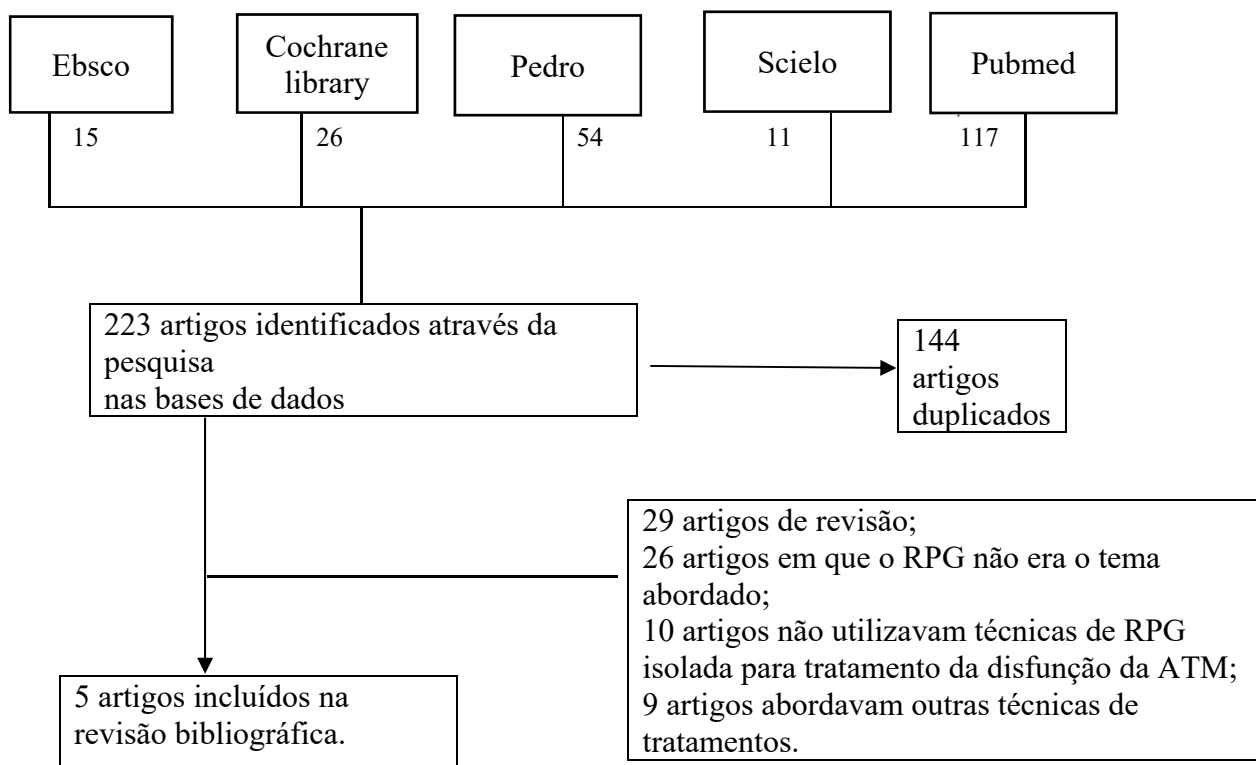 Ebsco
Cochrane
library
Pedro
Scielo
Pubmed
15
26
54
11
117
223 artigos identificados através da
pesquisa
nas bases de dados
144
artigos
duplicados
29 artigos de revisão;
26 artigos em que o RPG não era o tema
abordado;
10 artigos não utilizavam técnicas de RPG
isolada para tratamento da disfunção da ATM;
9 artigos abordavam outras técnicas de
tratamentos.
5 artigos incluídos na
revisão bibliográfica.